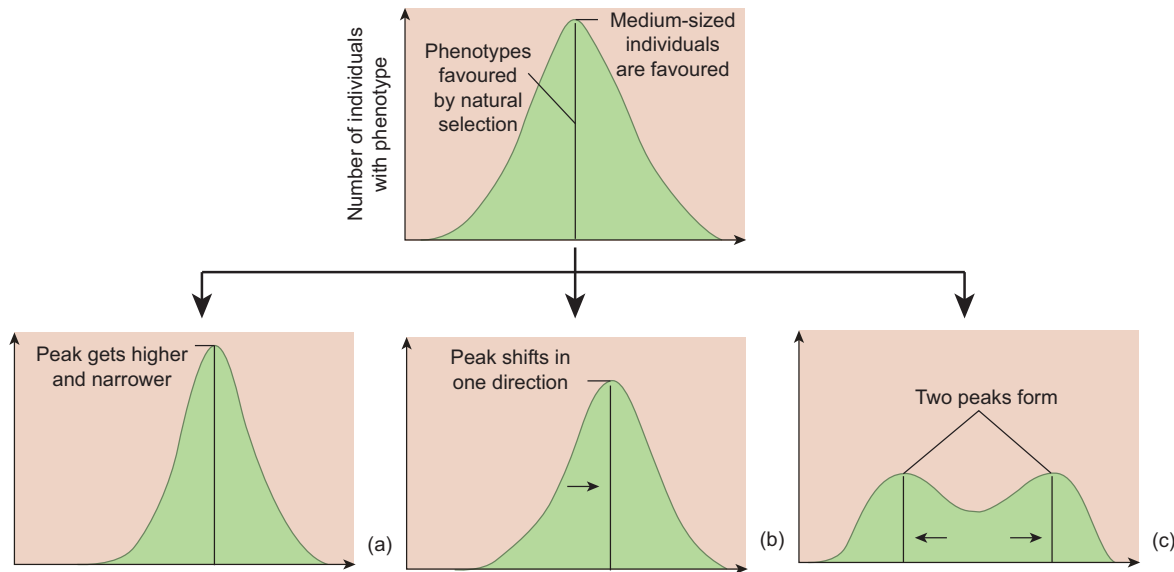 Number of individuals
with phenotype
Phenotypes
favoured
by natural
selection
Medium-sized
individuals
are favoured
Peak gets higher
and narrower
(a)
Peak shifts in
one direction
(b)
Two peaks form
(c)